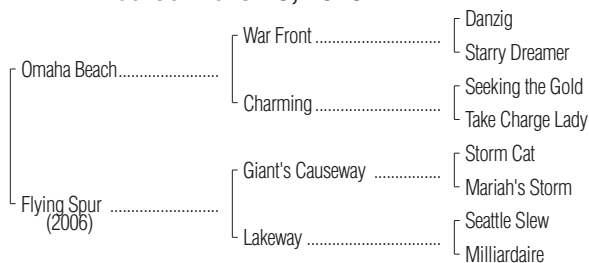 Danzig
War Front ..........................
Starry Dreamer
Omaha Beach.....................
Seeking the Gold
Charming ..........................
Take Charge Lady
Storm Cat
Giant's Causeway ..............
Mariah's Storm
Flying Spur ......................
(2006)
Seattle Slew
Lakeway ............................
Milliardaire